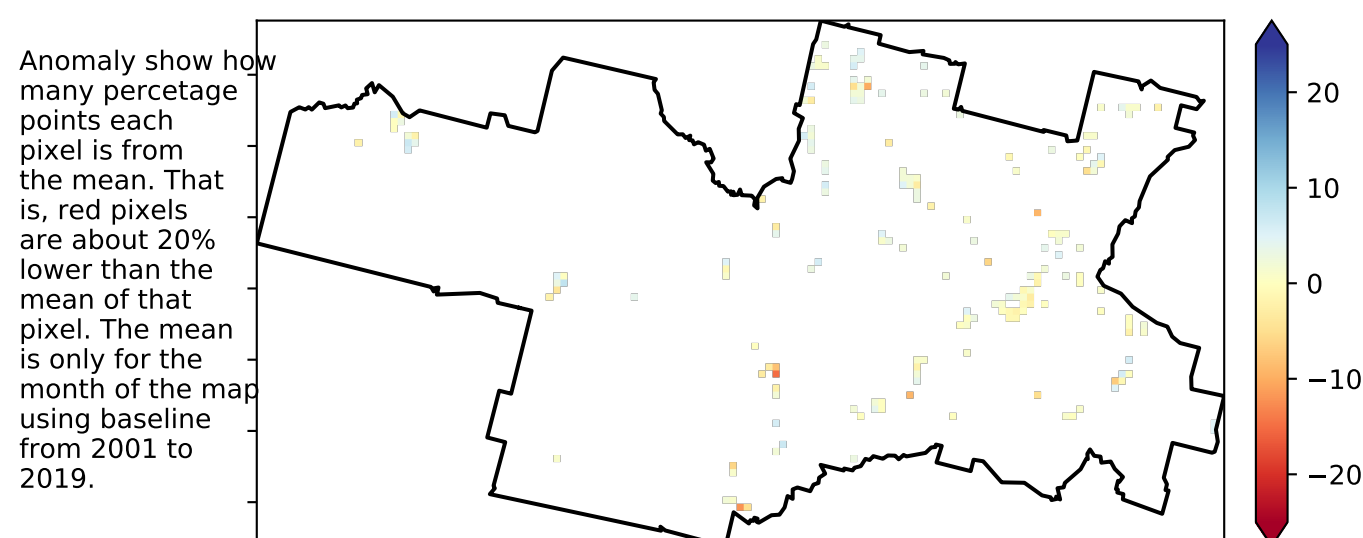 Anomaly show how
many percetage
points each
pixel is from
the mean. That
is, red pixels
are about 20%
lower than the
mean of that
pixel. The mean
is only for the
month of the map
using baseline
from 2001 to
2019.
20
10
0
−10
−20